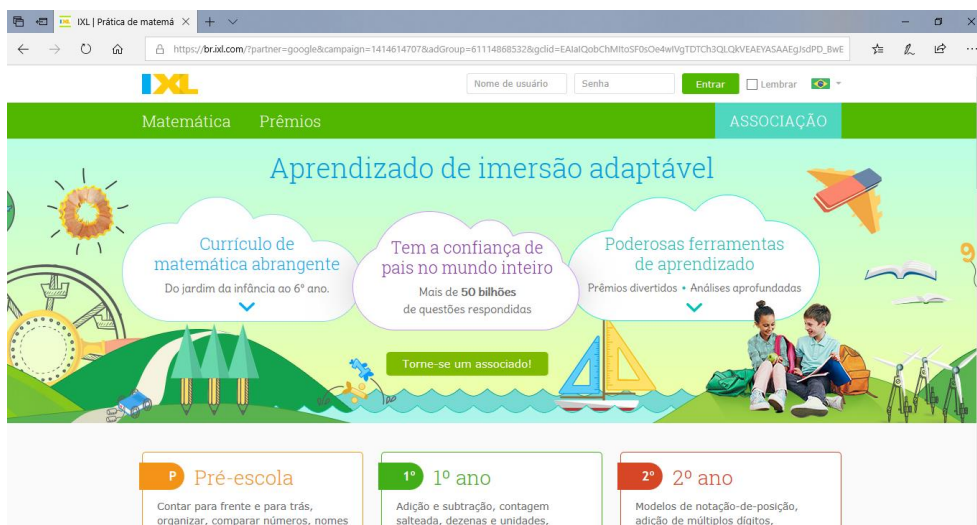 IXL | Prática de matemá
https://br.ixl.com/?partner=google&campaign=1414614707&adGroup=61114868532&gclid=EAIaIQobChMItoSF0sOe4wIVgTDTCh3QLQkVEAEYASAAEgJsdPD_BwE
IXL
Nome de usuário Senha Entrar Lembrar
Matemática Prêmios ASSOCIAÇÃO
Aprendizado de imersão adaptável
Currículo de
matemática abrangente
Do jardim da infância ao 6º ano.
Tem a confiança de
pais no mundo inteiro
Mais de 50 bilhões
de questões respondidas
Poderosas ferramentas
de aprendizado
Prêmios divertidos • Análises aprofundadas
9
Torne-se um associado!
P Pré-escola
Contar para frente e para trás,
organizar, comparar números, nomes
1º 1º ano
Adição e subtração, contagem
salteada, dezenas e unidades,
2º 2º ano
Modelos de notação-de-posição,
adição de múltiplos dígitos,